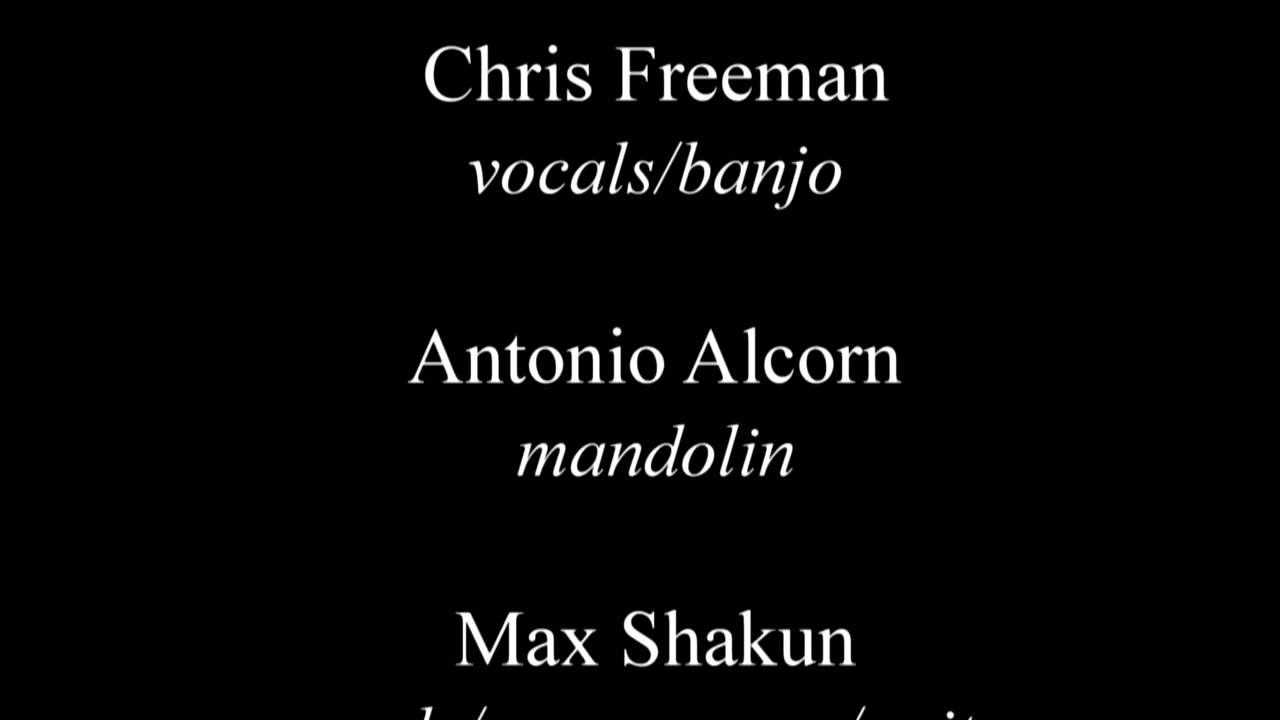 Chris Freeman
vocals/banjo
Antonio Alcorn
mandolin
Max Shakun